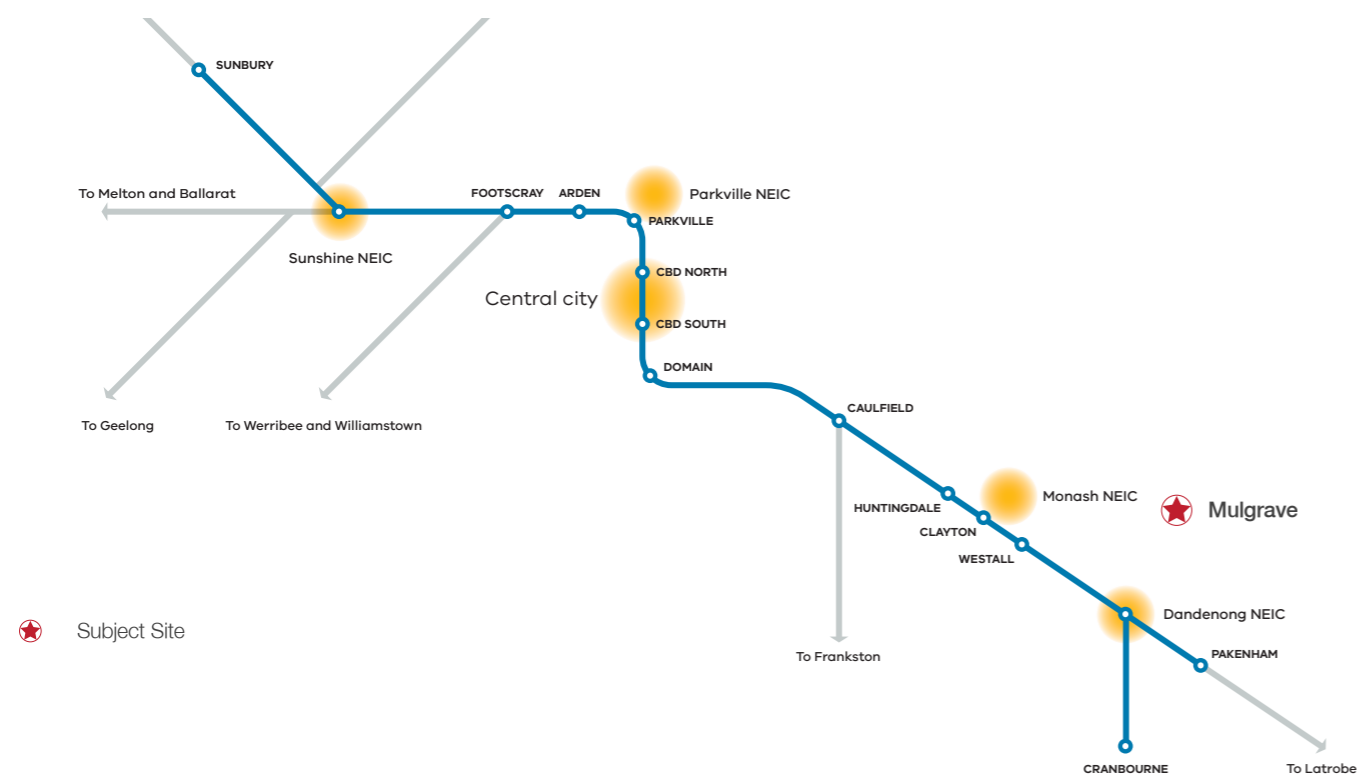 SUNBURY
To Melton and Ballarat
FOOTSCRAY
ARDEN
Parkville NEIC
PARKVILLE
Sunshine NEIC
CBD NORTH
Central city
CBD SOUTH
DOMAIN
To Geelong
To Werribee and Williamstown
CAULFIELD
Monash NEIC
HUNTINGDALE
Mulgrave
CLAYTON
WESTALL
Dandenong NEIC
Subject Site
To Frankston
PAKENHAM
CRANBOURNE
To Latrobe